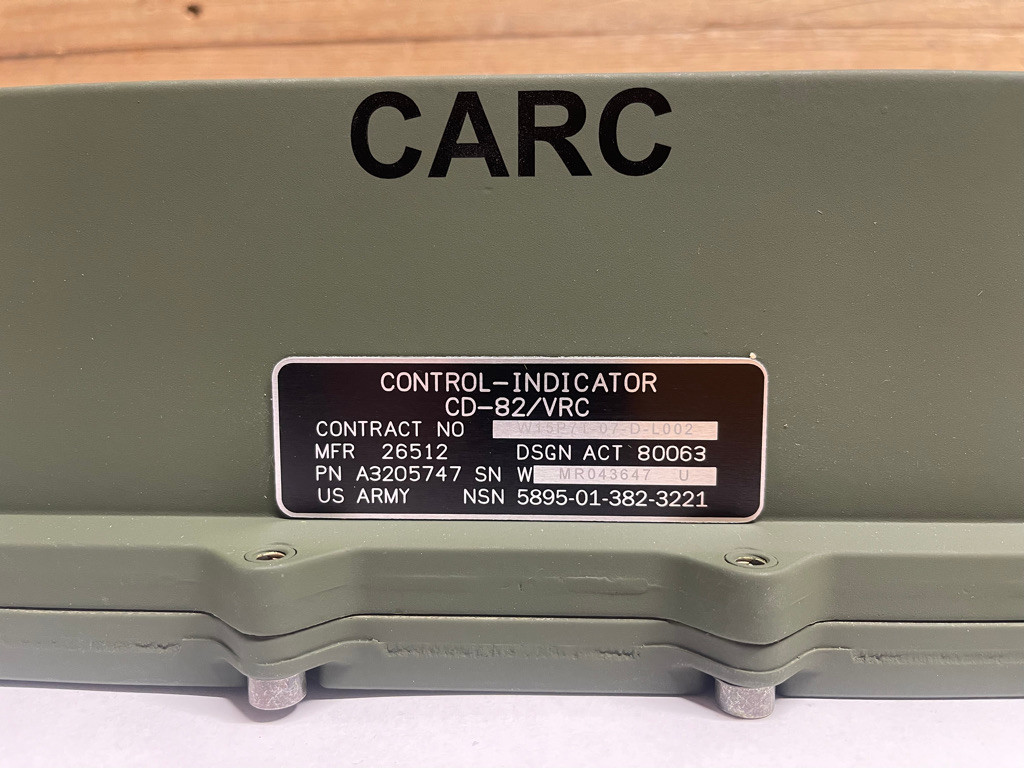 CARC
CONTROL-INDICATOR
CD-82/VRC
CONTRACT NO W15P7L-07-D-L002
MFR 26512 DSGN ACT 80063
PN A3205747 SN W MR043647 U
US ARMY NSN 5895-01-382-3221